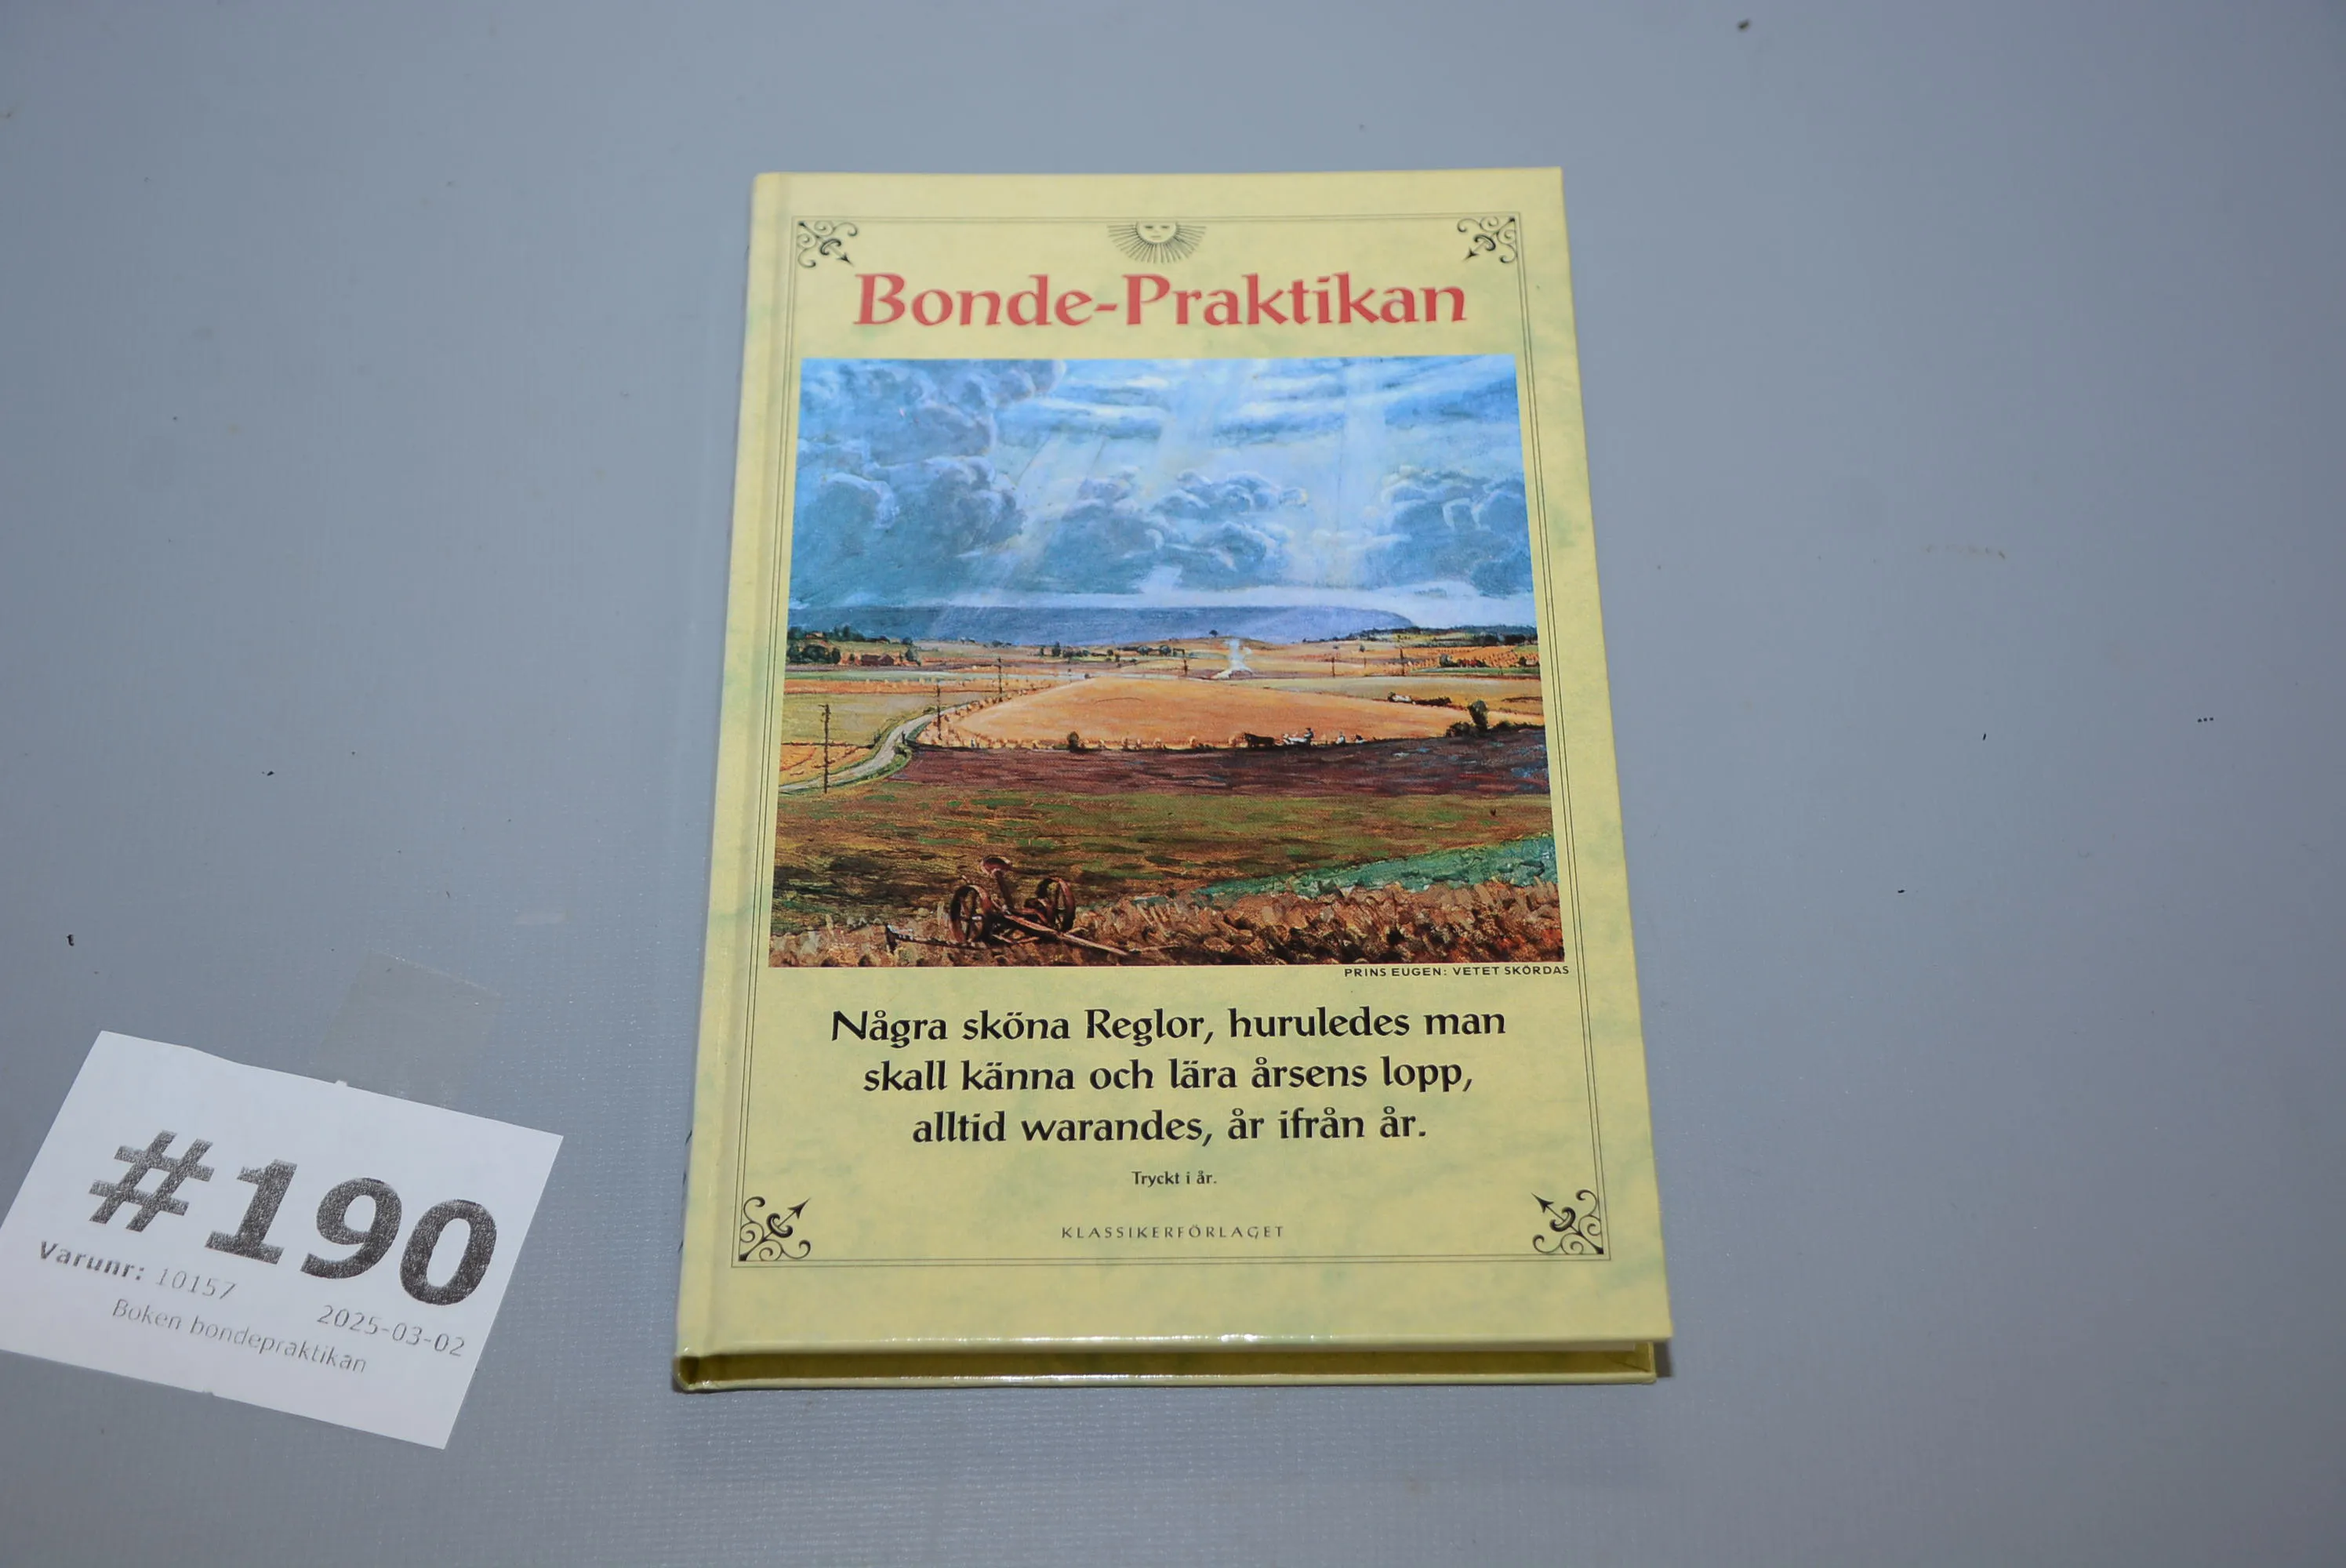 Bonde-Praktikan
PRINS EUGEN: VETET SKÖRDAS
Några sköna Reglor, huruledes man
skall känna och lära årsens lopp,
alltid warandes, år ifrån år.
Tryckt i år.
KLASSIKERFÖRLAGET
#190
Varunr: 10157
2025-03-02
Boken bondepraktikan